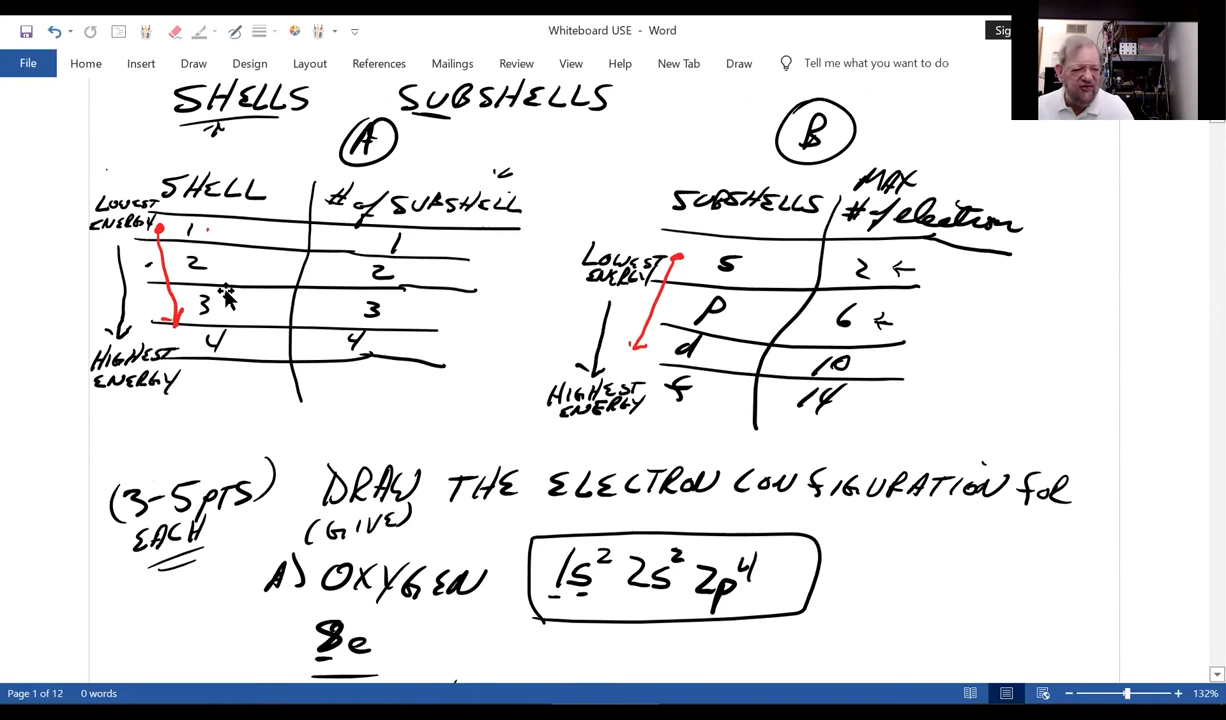 Whiteboard USE - Word
Sig
File Home Insert Draw Design Layout References Mailings Review View Help New Tab Draw Tell me what you want to do
SHELLS SUBSHELLS
A B
SHELL # of SUBSHELL
LOWEST ENERGY 1 1
2 2
3 3
HIGHEST ENERGY 4 4
SUBSHELLS MAX # of electron
LOWEST ENERGY s 2 ←
p 6 ←
d 10
HIGHEST ENERGY f 14
(3-5 pts) DRAW THE ELECTRON CONFIGURATION for
EACH (GIVE)
A) OXYGEN 1s² 2s² 2p⁴
8e
Page 1 of 12 0 words 132%